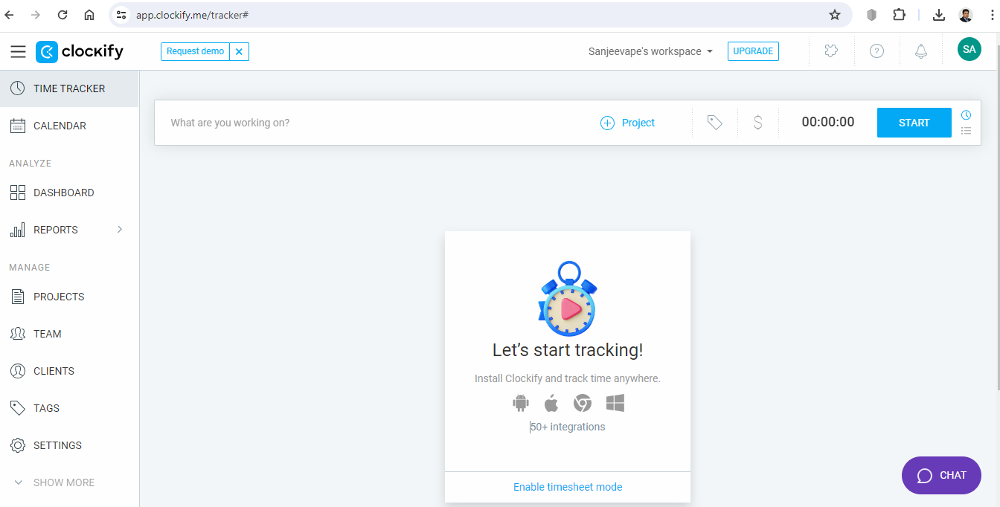 app.clockify.me/tracker#
clockify
Request demo
Sanjeevape's workspace
UPGRADE
?
SA
TIME TRACKER
CALENDAR
ANALYZE
DASHBOARD
REPORTS
MANAGE
PROJECTS
TEAM
CLIENTS
TAGS
SETTINGS
SHOW MORE
What are you working on?
Project
$
00:00:00
START
Let's start tracking!
Install Clockify and track time anywhere.
50+ integrations
Enable timesheet mode
CHAT